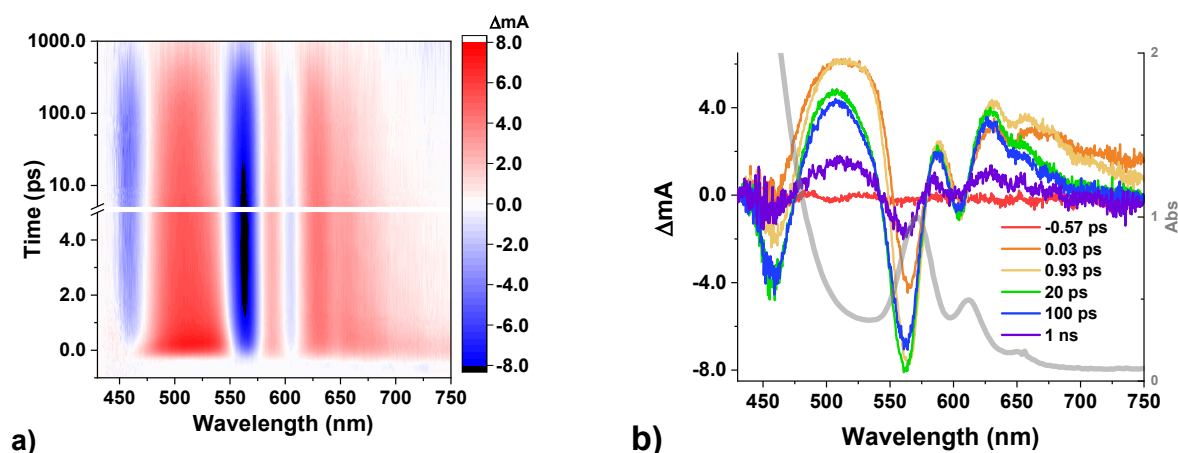 ΔmA
1000.0
100.0
10.0
4.0
2.0
0.0
Time (ps)
450 500 550 600 650 700 750
Wavelength (nm)
8.0
6.0
4.0
2.0
0.0
-2.0
-4.0
-6.0
-8.0
a)
4.0
0.0
-4.0
-8.0
ΔmA
2
1
0
Abs
-0.57 ps
0.03 ps
0.93 ps
20 ps
100 ps
1 ns
450 500 550 600 650 700 750
Wavelength (nm)
b)